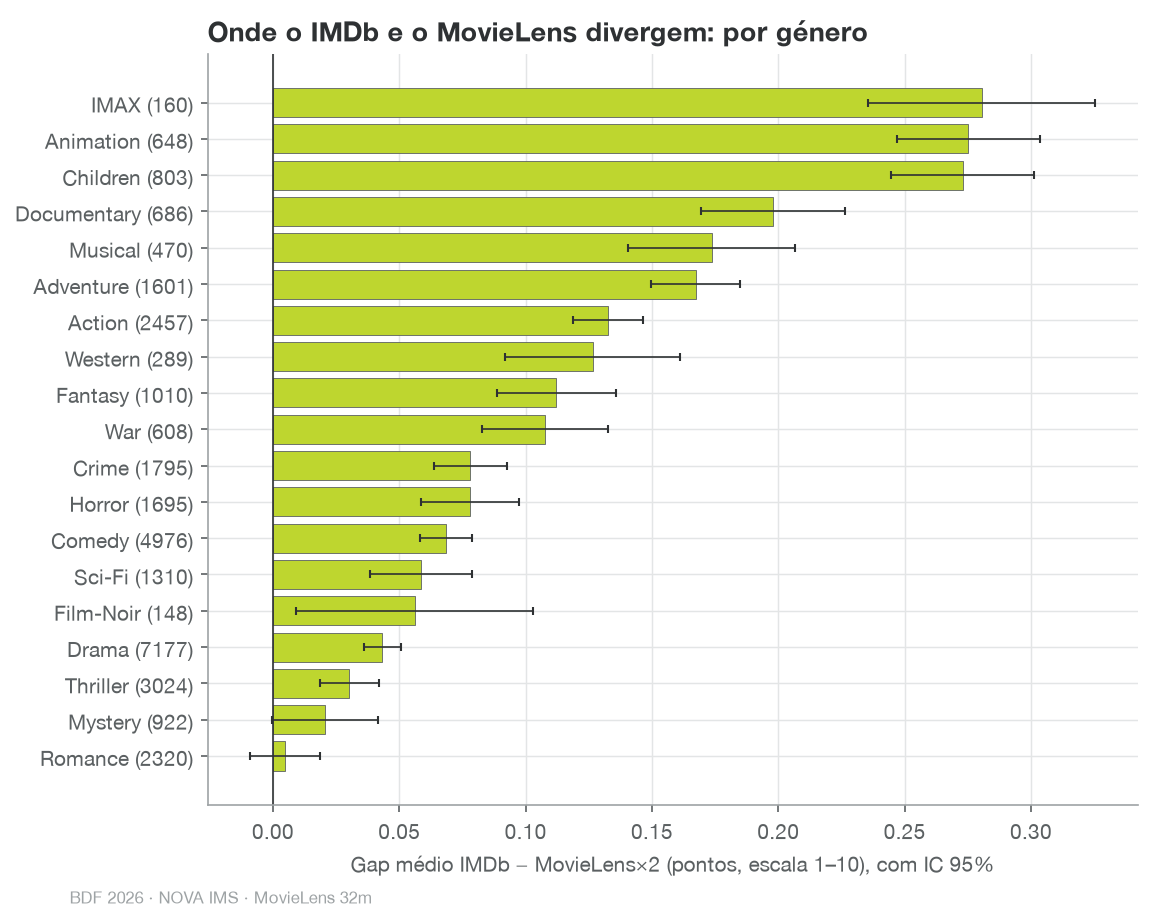 Onde o IMDb e o MovieLens divergem: por género
IMAX (160)
Animation (648)
Children (803)
Documentary (686)
Musical (470)
Adventure (1601)
Action (2457)
Western (289)
Fantasy (1010)
War (608)
Crime (1795)
Horror (1695)
Comedy (4976)
Sci-Fi (1310)
Film-Noir (148)
Drama (7177)
Thriller (3024)
Mystery (922)
Romance (2320)
0.00 0.05 0.10 0.15 0.20 0.25 0.30
Gap médio IMDb − MovieLens×2 (pontos, escala 1–10), com IC 95%
BDF 2026 · NOVA IMS · MovieLens 32m